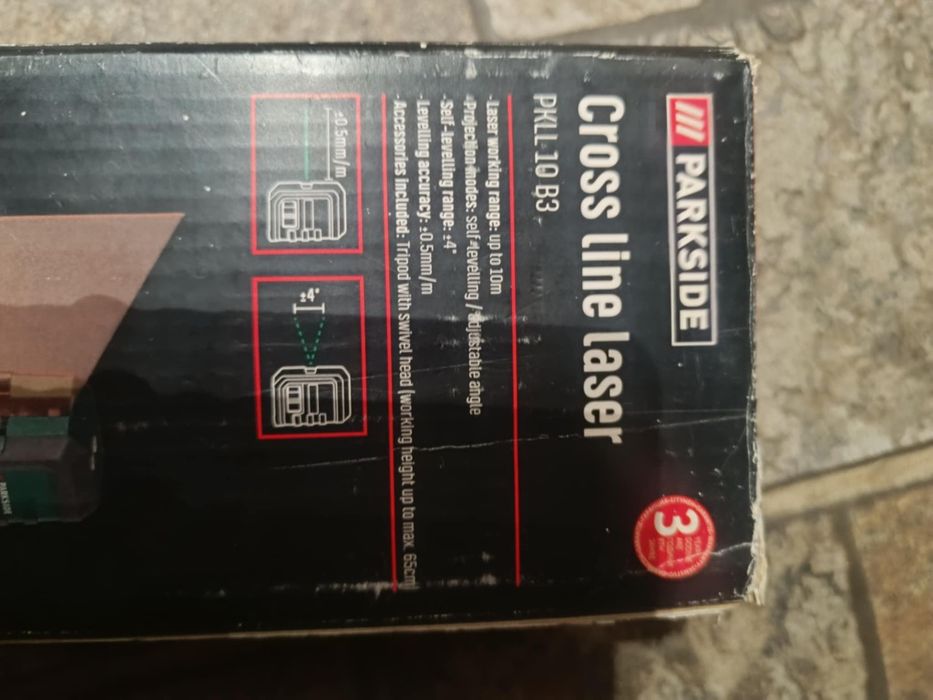 PARKSIDE
Cross line laser
PKLL 10 B3
·Laser working range: up to 10m
·Projection modes: self-levelling / adjustable angle
·Self-levelling range: ±4°
·Levelling accuracy: ±0.5mm/m
·Accessories included: Tripod with swivel head (working height up to max. 65cm)
±0.5mm/m
±4°
3
PARKSIDE